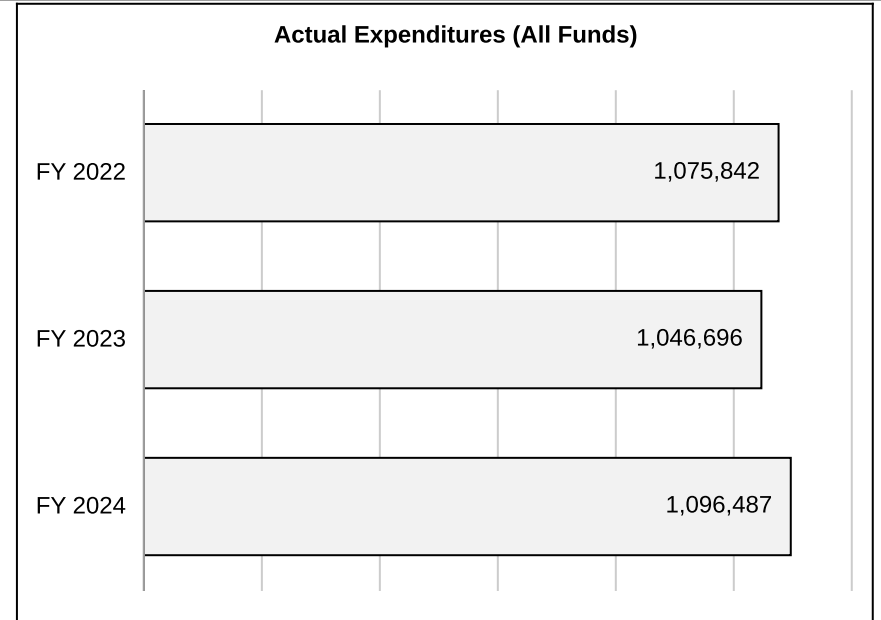 Actual Expenditures (All Funds)
FY 2022 1,075,842
FY 2023 1,046,696
FY 2024 1,096,487